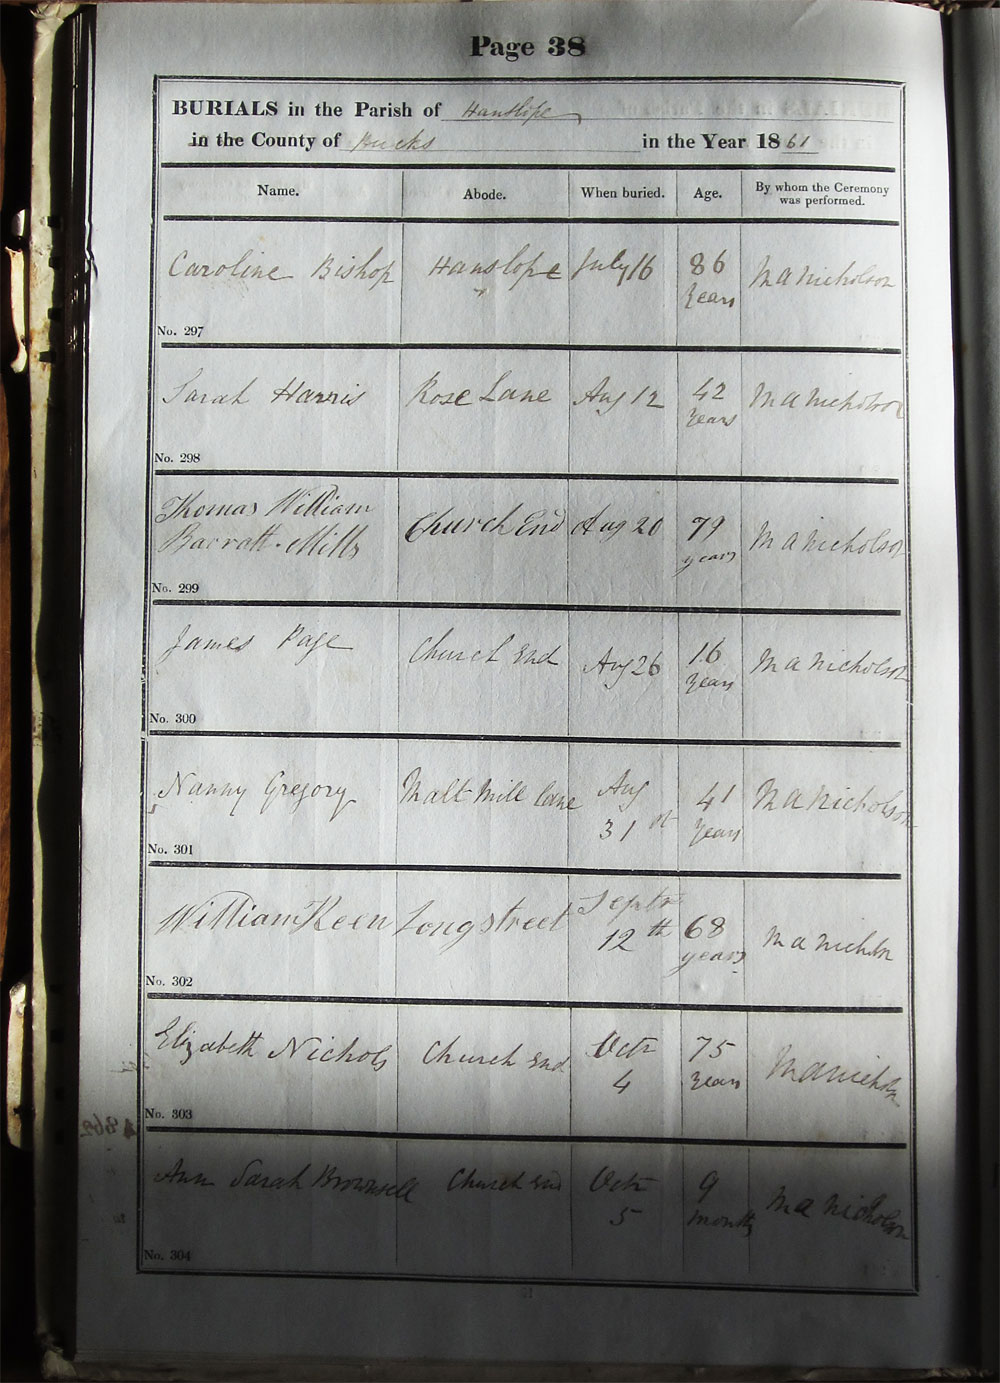 Page 38
BURIALS in the Parish of Hanslope
in the County of Bucks in the Year 1861
Name. Abode. When buried. Age. By whom the Ceremony was performed.
Caroline Bishop Hanslope July 16 86 years M A Nicholson
No. 297
Sarah Harris Rose Lane Aug 12 42 years M A Nicholson
No. 298
Thomas William
Barratt Mills Church End Aug 20 79 years M A Nicholson
No. 299
James Page Church End Aug 26 16 years M A Nicholson
No. 300
Nanny Gregory Malt Mill Lane Aug 31st 41 years M A Nicholson
No. 301
William Keen Long Street Septr 12th 68 years M A Nicholson
No. 302
Elizabeth Nichols Church End Octr 4 75 years M A Nicholson
No. 303
Ann Sarah Brownsell Church End Octr 5 9 months M A Nicholson
No. 304